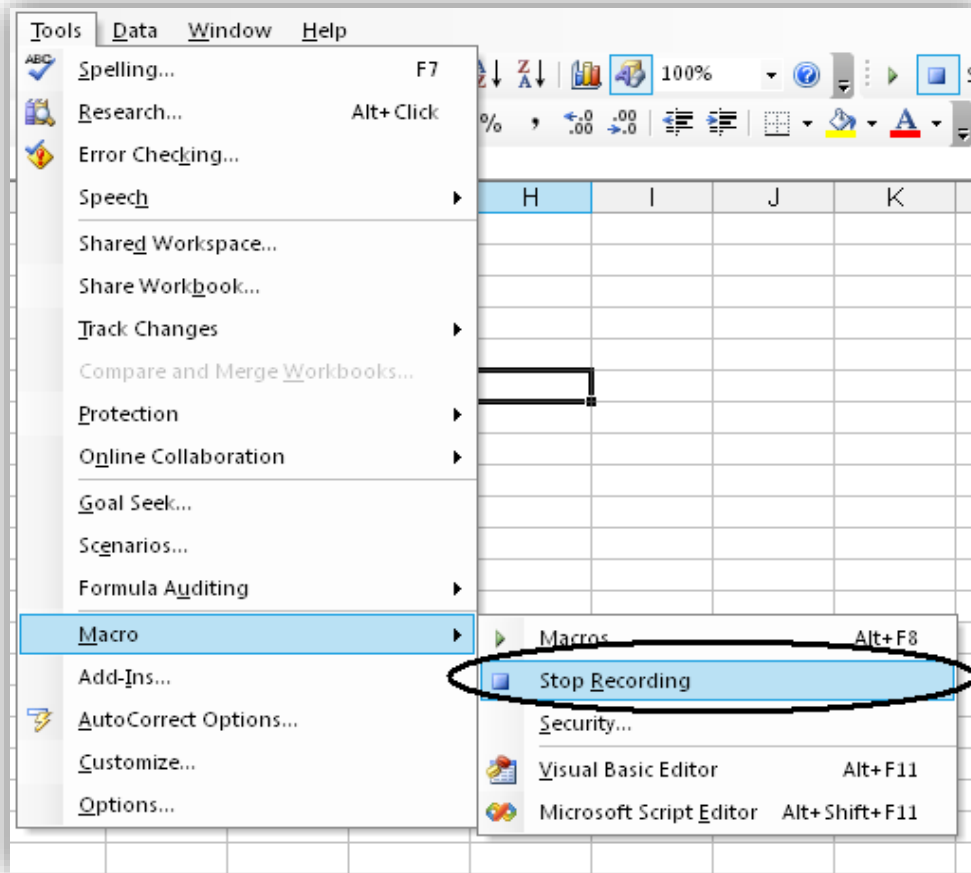 Tools Data Window Help
Spelling... F7
100%
Research... Alt+Click
% , .00 .00
Error Checking...
Speech
H I J K
Shared Workspace...
Share Workbook...
Track Changes
Compare and Merge Workbooks...
Protection
Online Collaboration
Goal Seek...
Scenarios...
Formula Auditing
Macro
Macros... Alt+F8
Add-Ins...
Stop Recording
AutoCorrect Options...
Security...
Customize...
Visual Basic Editor Alt+F11
Options...
Microsoft Script Editor Alt+Shift+F11